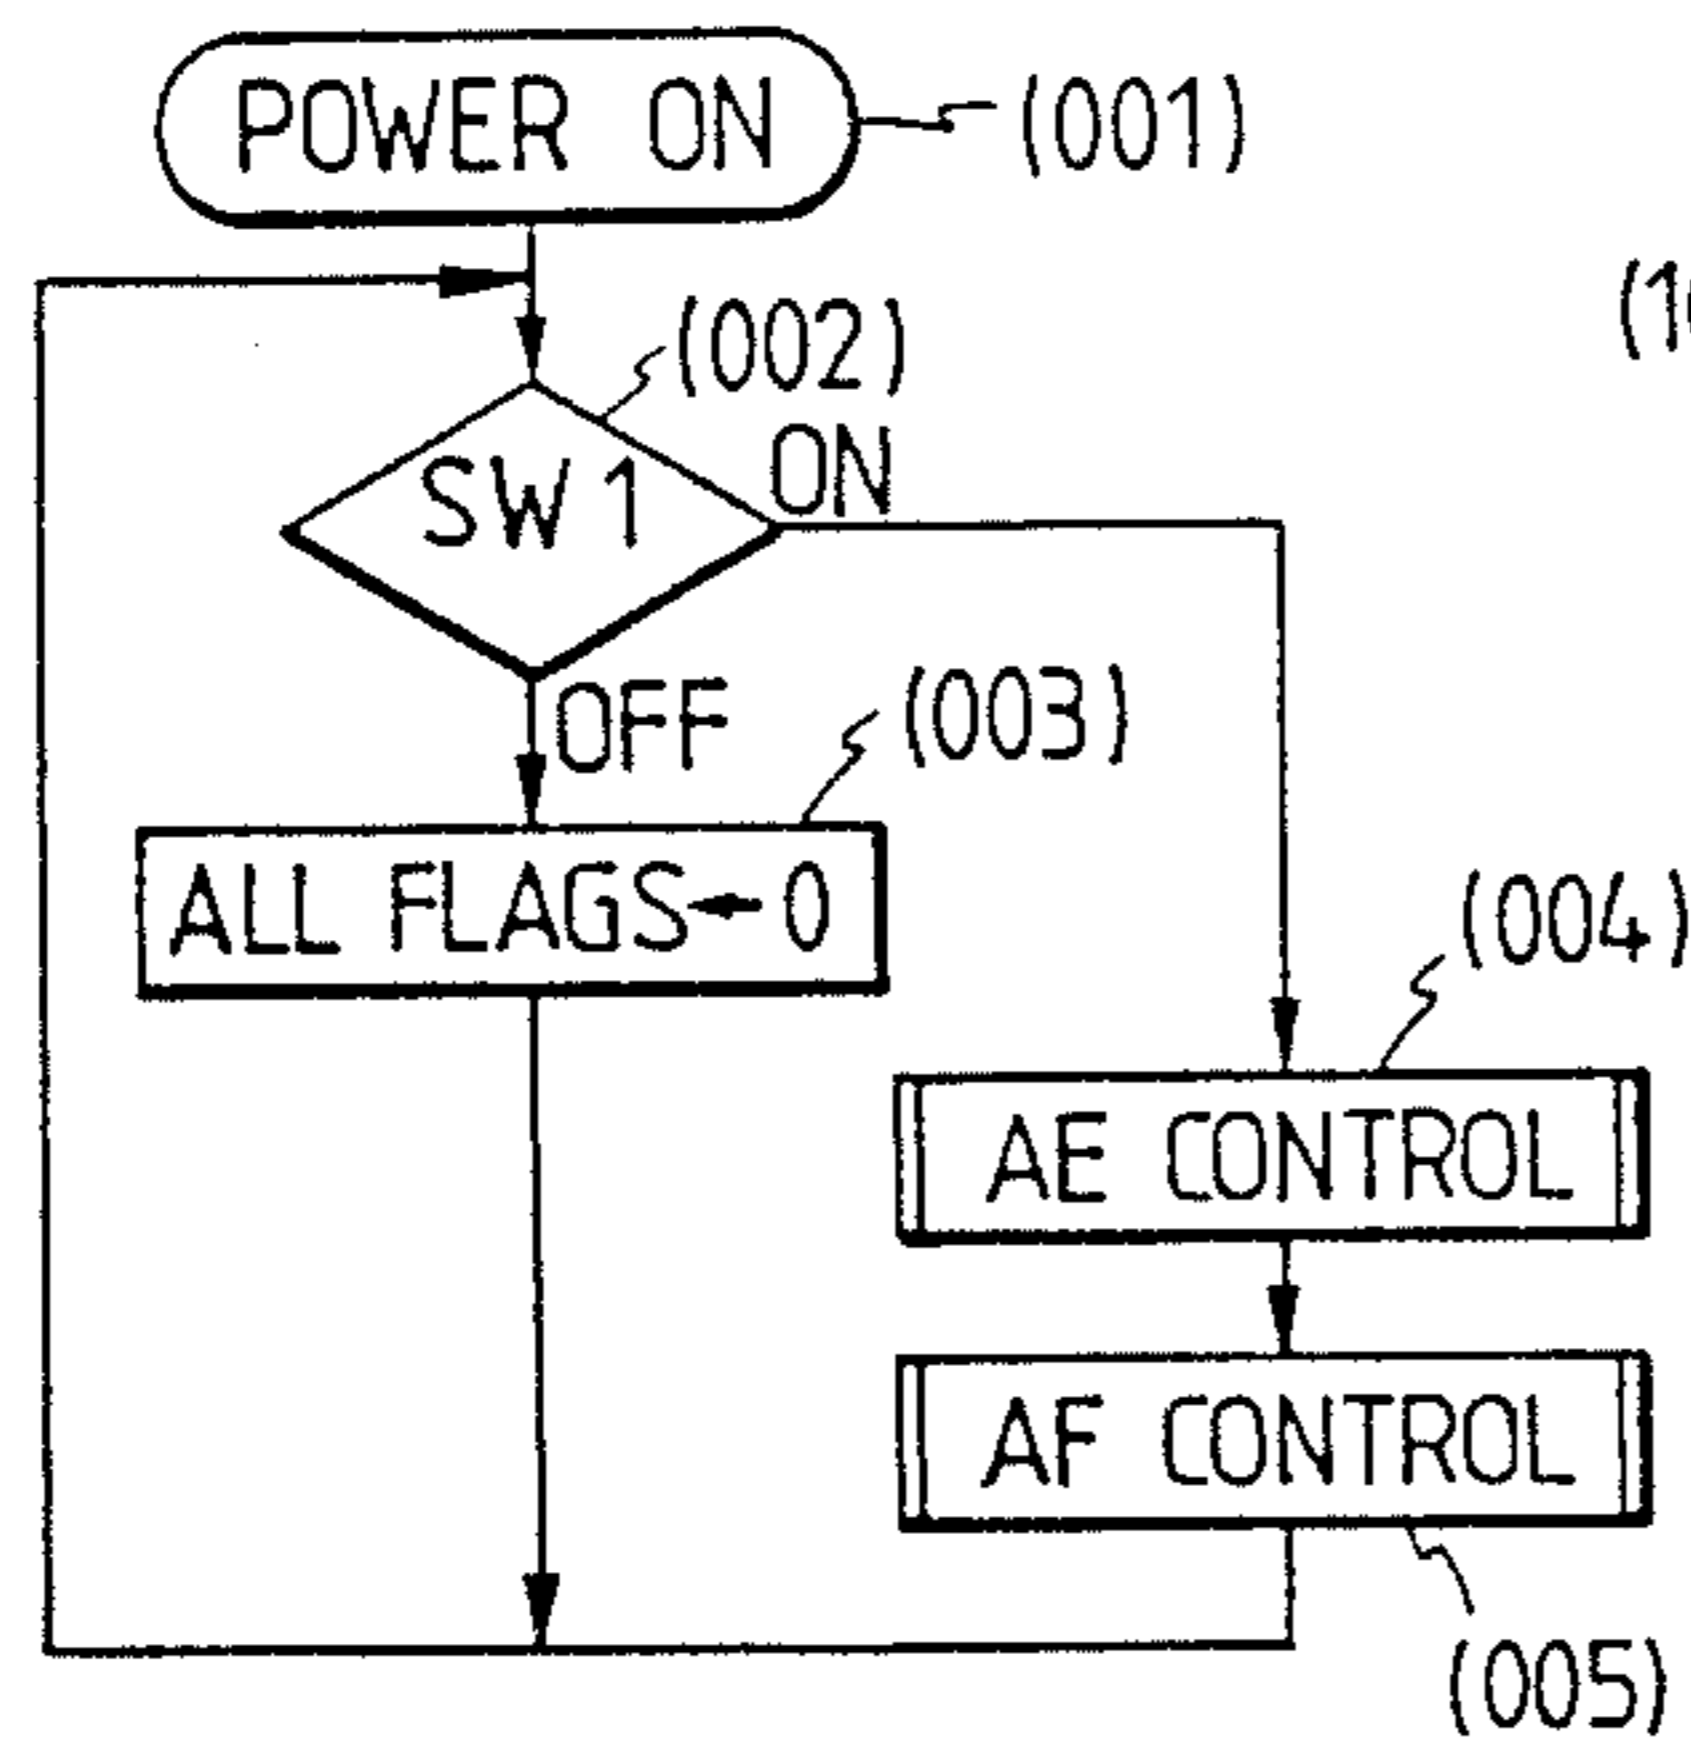 POWER ON
(001)
(002)
SW1
ON
OFF
(003)
ALL FLAGS←0
(004)
AE CONTROL
AF CONTROL
(005)